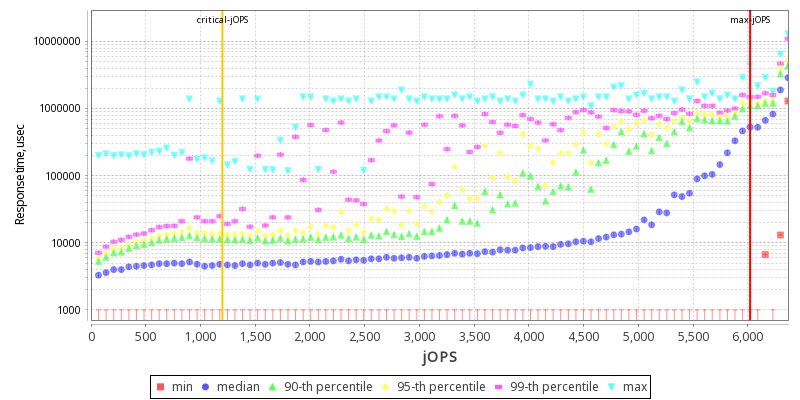 critical-jOPS max-jOPS
10000000
1000000
100000
10000
1000
Response time, usec
0 500 1,000 1,500 2,000 2,500 3,000 3,500 4,000 4,500 5,000 5,500 6,000
jOPS
min median 90-th percentile 95-th percentile 99-th percentile max